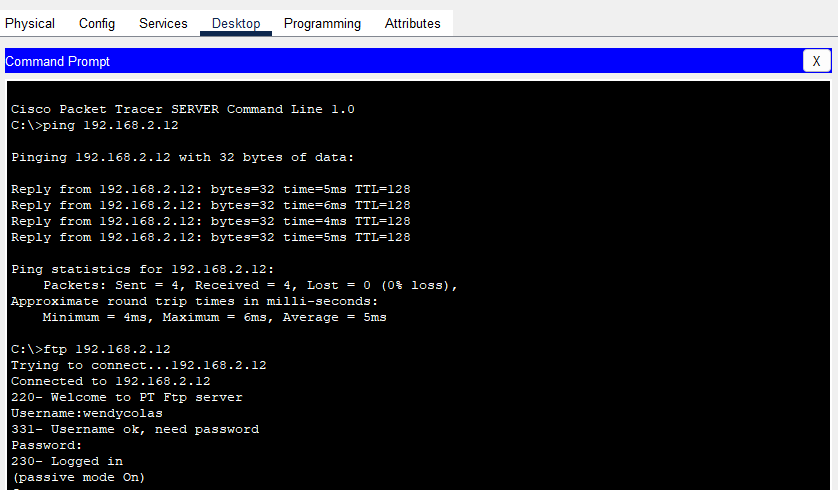 Physical Config Services Desktop Programming Attributes
Command Prompt X
Cisco Packet Tracer SERVER Command Line 1.0
C:\>ping 192.168.2.12
Pinging 192.168.2.12 with 32 bytes of data:
Reply from 192.168.2.12: bytes=32 time=5ms TTL=128
Reply from 192.168.2.12: bytes=32 time=6ms TTL=128
Reply from 192.168.2.12: bytes=32 time=4ms TTL=128
Reply from 192.168.2.12: bytes=32 time=5ms TTL=128
Ping statistics for 192.168.2.12:
    Packets: Sent = 4, Received = 4, Lost = 0 (0% loss),
Approximate round trip times in milli-seconds:
    Minimum = 4ms, Maximum = 6ms, Average = 5ms
C:\>ftp 192.168.2.12
Trying to connect...192.168.2.12
Connected to 192.168.2.12
220- Welcome to PT Ftp server
Username:wendycolas
331- Username ok, need password
Password:
230- Logged in
(passive mode On)